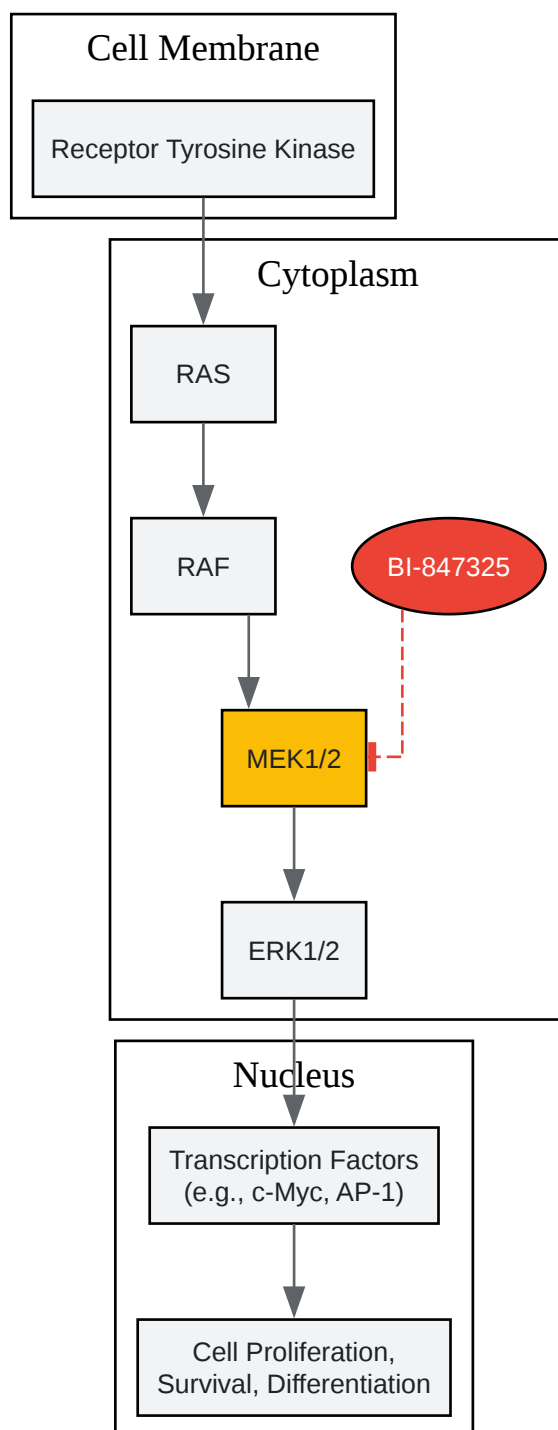 Cell Membrane
Receptor Tyrosine Kinase
Cytoplasm
RAS
RAF
BI-847325
MEK1/2
ERK1/2
Nucleus
Transcription Factors
(e.g., c-Myc, AP-1)
Cell Proliferation,
Survival, Differentiation